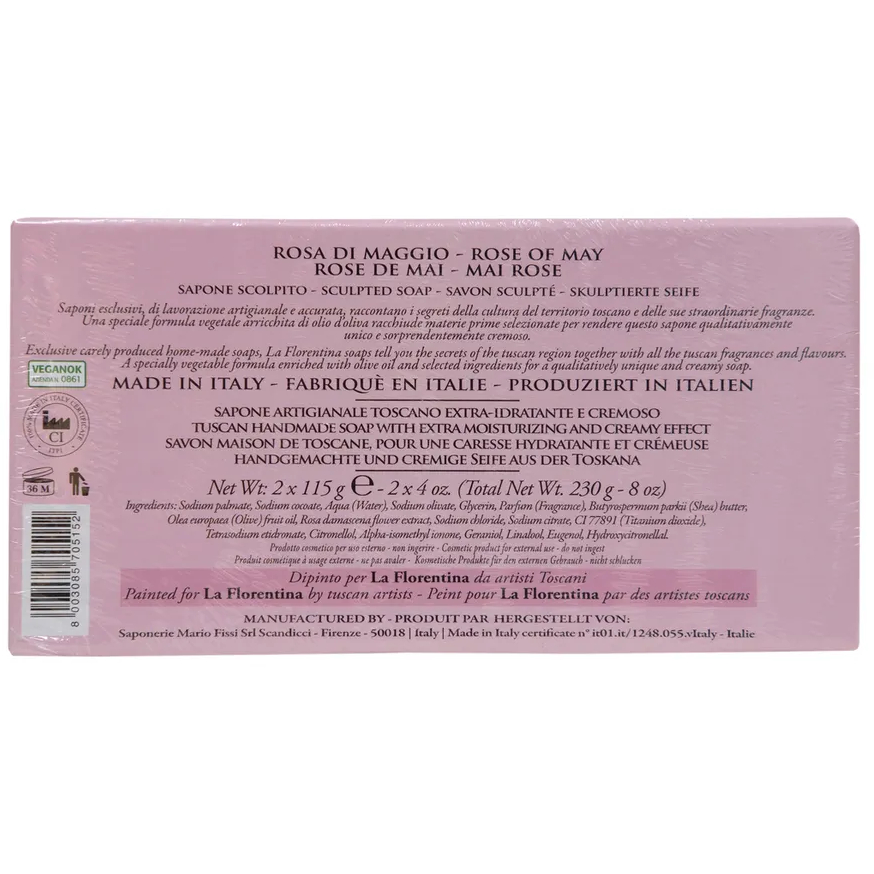 ROSA DI MAGGIO - ROSE OF MAY
ROSE DE MAI - MAI ROSE
SAPONE SCOLPITO - SCULPTED SOAP - SAVON SCULPTÉ - SKULPTIERTE SEIFE
Saponi esclusivi, di lavorazione artigianale e accurata, raccontano i segreti della cultura del territorio toscano e delle sue straordinarie fragranze.
Una speciale formula vegetale arricchita di olio d'oliva racchiude materie prime selezionate per rendere questo sapone qualitativamente
unico e sorprendentemente cremoso.
Exclusive carely produced home-made soaps, La Florentina soaps tell you the secrets of the tuscan region together with all the tuscan fragrances and flavours.
A specially vegetable formula enriched with olive oil and selected ingredients for a qualitatively unique and creamy soap.
VEGANOK
AZIENDA N. 0861
MADE IN ITALY - FABRIQUÈ EN ITALIE - PRODUZIERT IN ITALIEN
SAPONE ARTIGIANALE TOSCANO EXTRA-IDRATANTE E CREMOSO
TUSCAN HANDMADE SOAP WITH EXTRA MOISTURIZING AND CREAMY EFFECT
SAVON MAISON DE TOSCANE, POUR UNE CARESSE HYDRATANTE ET CRÉMEUSE
HANDGEMACHTE UND CREMIGE SEIFE AUS DER TOSKANA
100% MADE IN ITALY CERTIFICATE
CI
ITPI
36 M
Net Wt: 2 x 115 g ℮ - 2 x 4 oz. (Total Net Wt. 230 g - 8 oz)
Ingredients: Sodium palmate, Sodium cocoate, Aqua (Water), Sodium olivate, Glycerin, Parfum (Fragrance), Butyrospermum parkii (Shea) butter,
Olea europaea (Olive) fruit oil, Rosa damascena flower extract, Sodium chloride, Sodium citrate, CI 77891 (Titanium dioxide),
Tetrasodium etidronate, Citronellol, Alpha-isomethyl ionone, Geraniol, Linalool, Eugenol, Hydroxycitronellal.
Prodotto cosmetico per uso esterno - non ingerire - Cosmetic product for external use - do not ingest
Produit cosmétique à usage externe - ne pas avaler - Kosmetische Produkte für den externen Gebrauch - nicht schlucken
8 003085 705152
Dipinto per La Florentina da artisti Toscani
Painted for La Florentina by tuscan artists - Peint pour La Florentina par des artistes toscans
MANUFACTURED BY - PRODUIT PAR HERGESTELLT VON:
Saponerie Mario Fissi Srl Scandicci - Firenze - 50018 | Italy | Made in Italy certificate n° it01.it/1248.055.vItaly - Italie